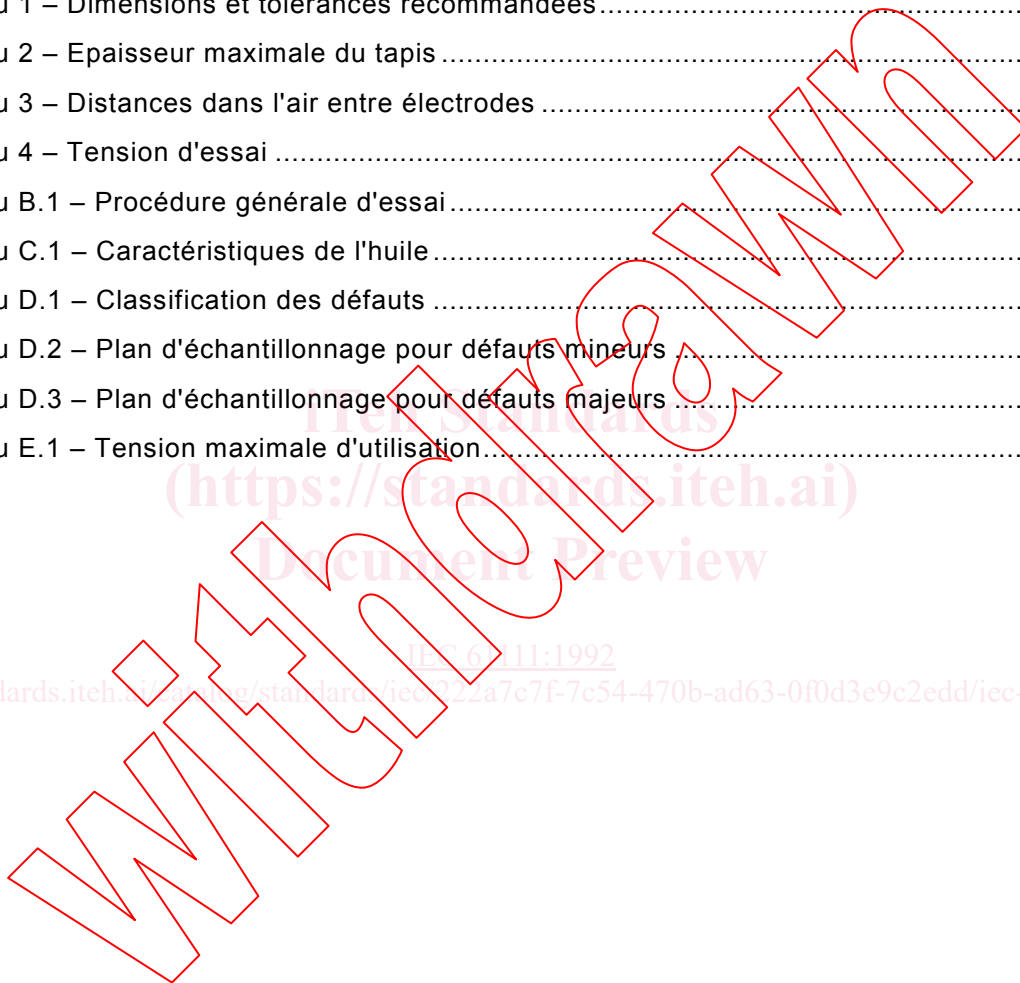 u 1 – Dimensions et tolérances recommandées
u 2 – Epaisseur maximale du tapis
u 3 – Distances dans l'air entre électrodes
u 4 – Tension d'essai
u B.1 – Procédure générale d'essai
u C.1 – Caractéristiques de l'huile
u D.1 – Classification des défauts
u D.2 – Plan d'échantillonnage pour défauts mineurs
u D.3 – Plan d'échantillonnage pour défauts majeurs
iTeh Standards
u E.1 – Tension maximale d'utilisation
(https://standards.iteh.ai)
Document Preview
IEC 61111:1992
dards.iteh.ai/catalog/standards/iec/222a7c7f-7c54-470b-ad63-0f0d3e9c2edd/iec-
withdrawn